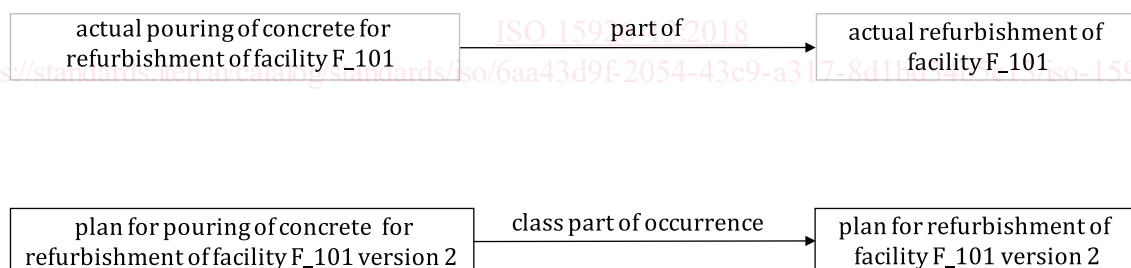 actual pouring of concrete for
refurbishment of facility F_101
part of
actual refurbishment of
facility F_101
plan for pouring of concrete for
refurbishment of facility F_101 version 2
class part of occurrence
plan for refurbishment of
facility F_101 version 2